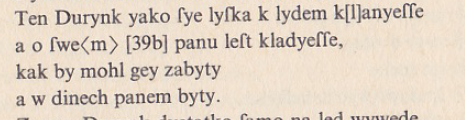 Ten Durynk yako ſye lyſka k lydem k[l]anyeſſe
a o ſwe⟨m⟩ [39b] panu leſt kladyeſſe,
kak by mohl gey zabyty
a w dinech panem byty.